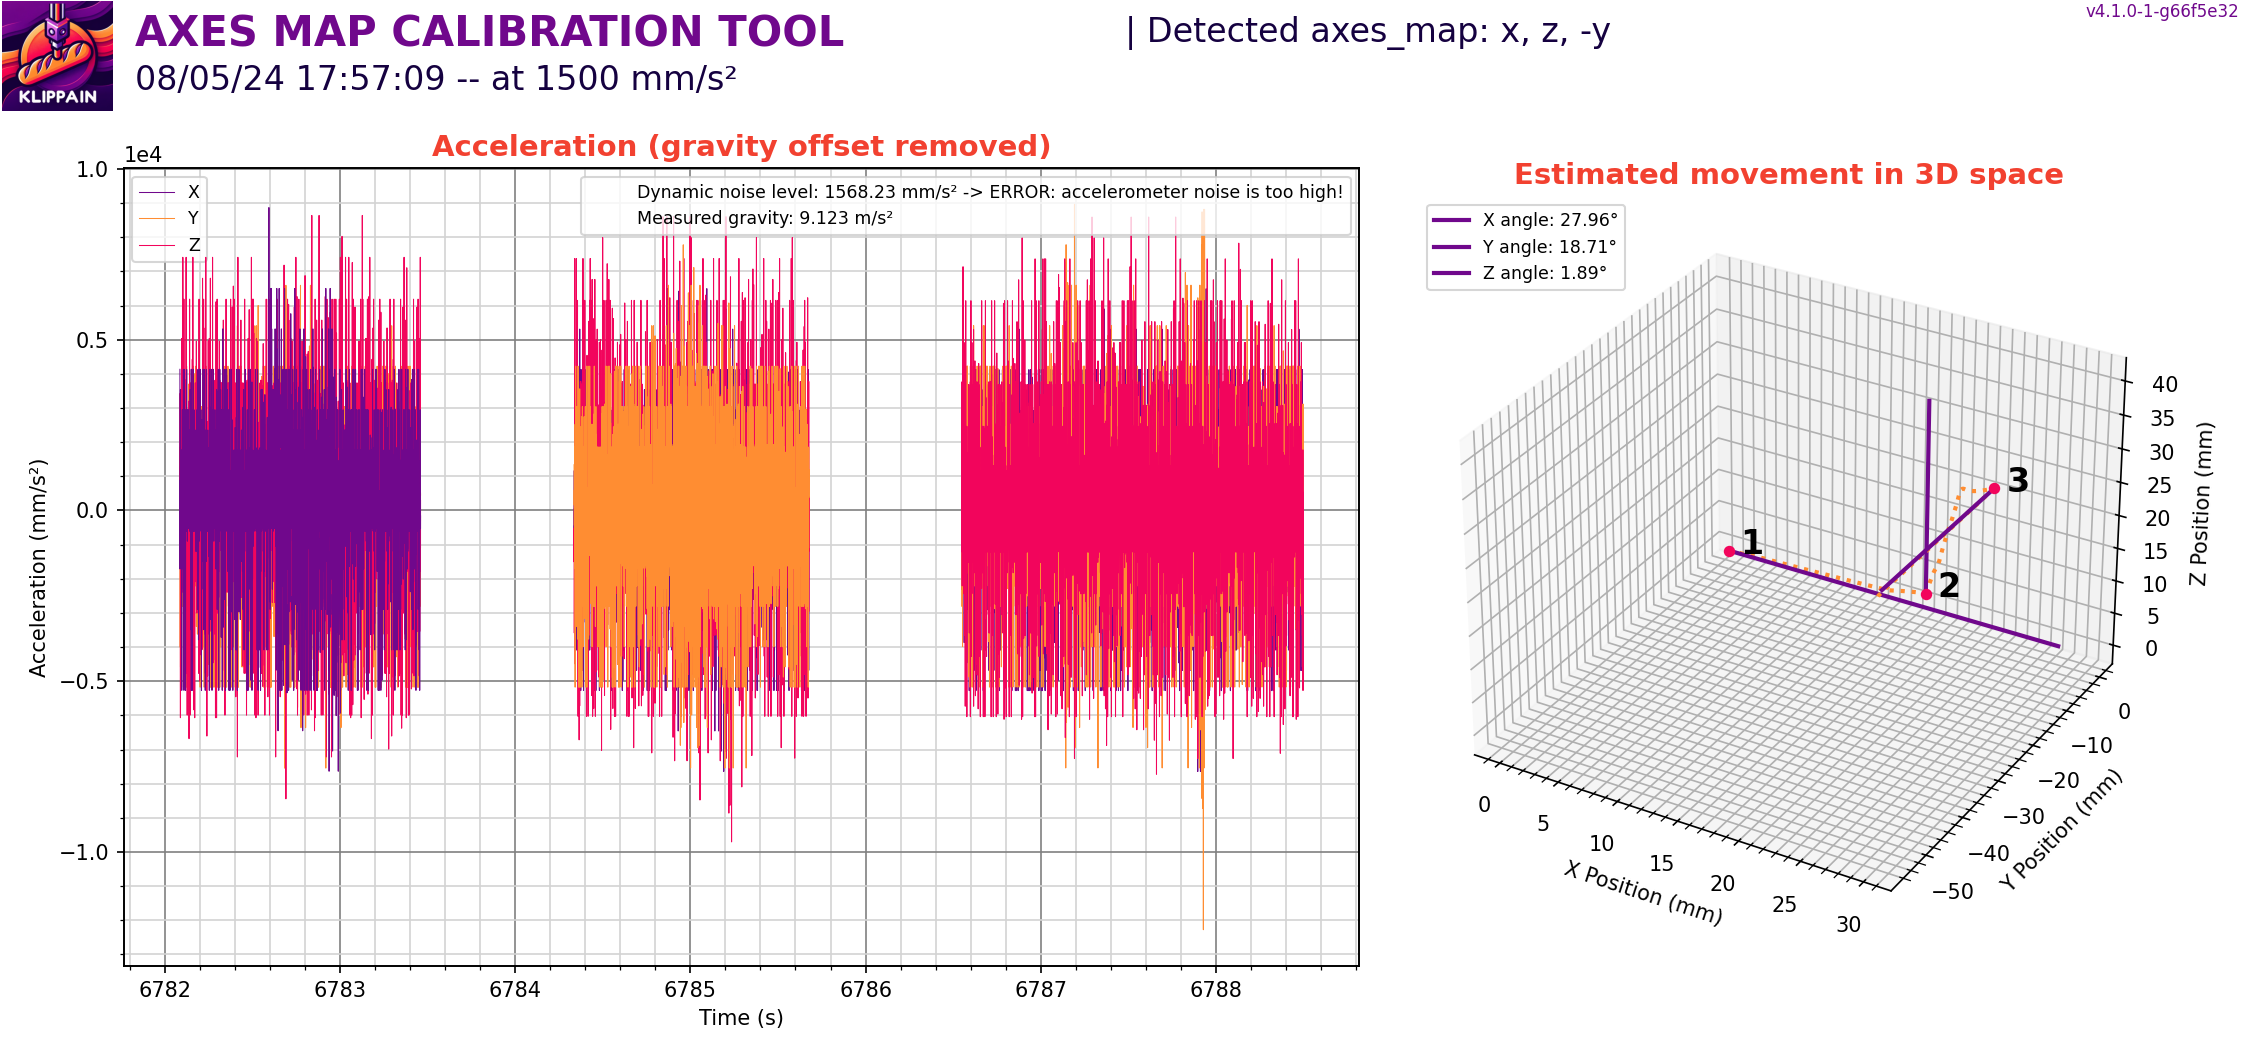 KLIPPAIN
AXES MAP CALIBRATION TOOL
08/05/24 17:57:09 -- at 1500 mm/s²
| Detected axes_map: x, z, -y
v4.1.0-1-g66f5e32
Acceleration (gravity offset removed)
1e4
X
Y
Z
Dynamic noise level: 1568.23 mm/s² -> ERROR: accelerometer noise is too high!
Measured gravity: 9.123 m/s²
Acceleration (mm/s²)
1.0
0.5
0.0
−0.5
−1.0
6782
6783
6784
6785
6786
6787
6788
Time (s)
Estimated movement in 3D space
X angle: 27.96°
Y angle: 18.71°
Z angle: 1.89°
1
2
3
40
35
30
25
20
15
10
5
0
Z Position (mm)
0
−10
−20
−30
−40
−50
Y Position (mm)
0
5
10
15
20
25
30
X Position (mm)